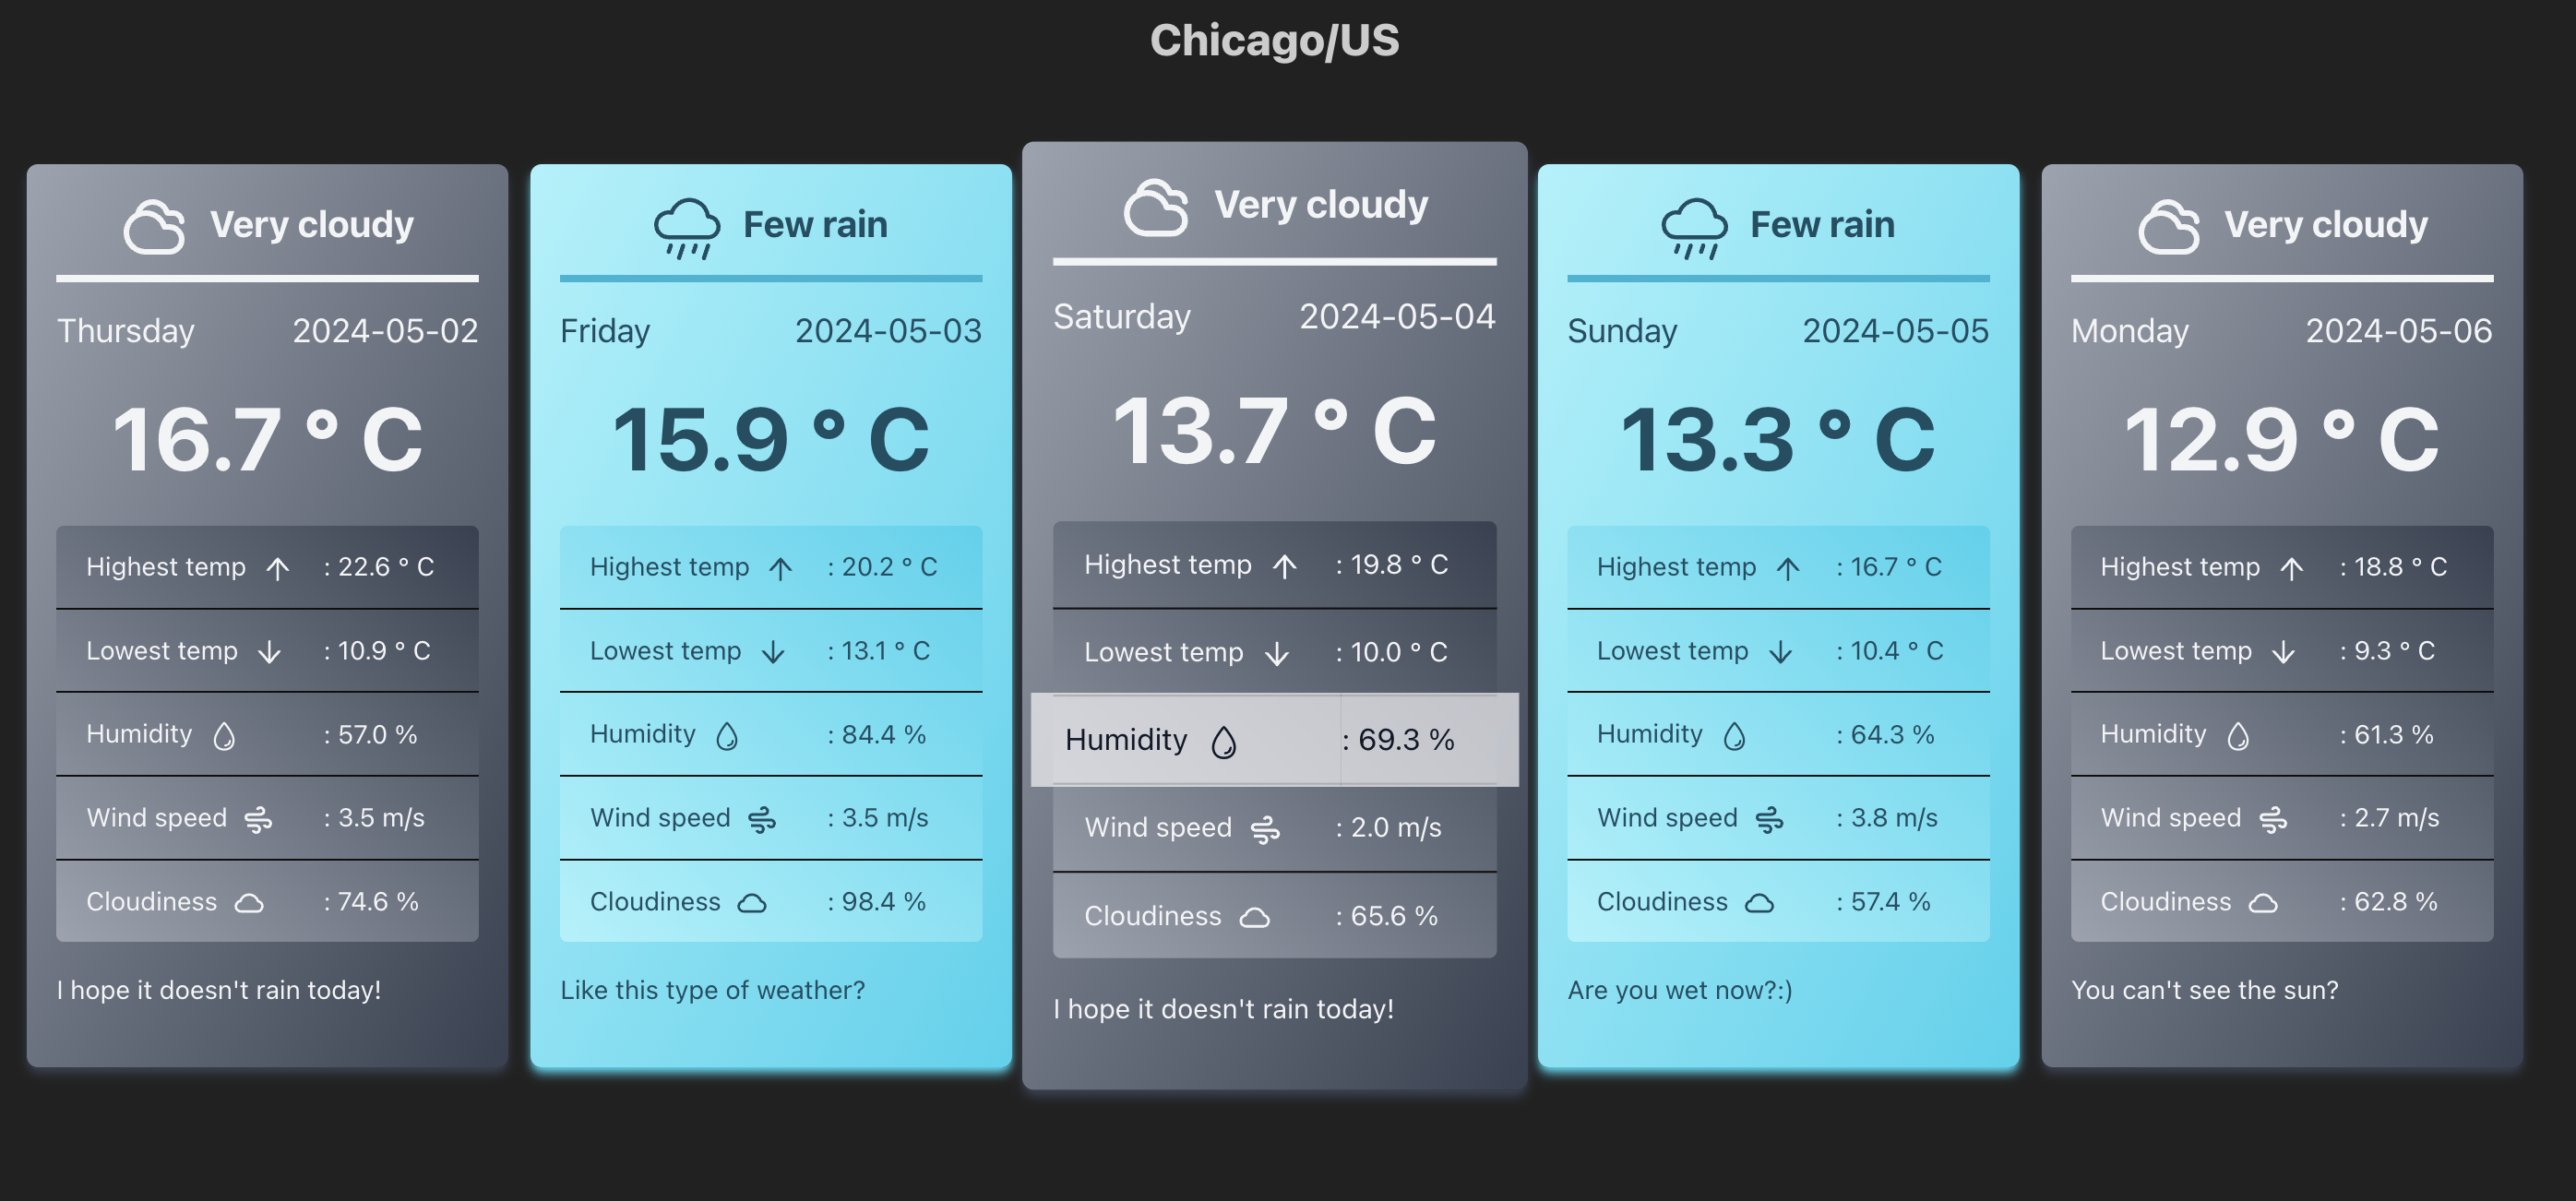 Chicago/US
Very cloudy
Thursday 2024-05-02
16.7 ° C
Highest temp : 22.6 ° C
Lowest temp : 10.9 ° C
Humidity : 57.0 %
Wind speed : 3.5 m/s
Cloudiness : 74.6 %
I hope it doesn't rain today!
Few rain
Friday 2024-05-03
15.9 ° C
Highest temp : 20.2 ° C
Lowest temp : 13.1 ° C
Humidity : 84.4 %
Wind speed : 3.5 m/s
Cloudiness : 98.4 %
Like this type of weather?
Very cloudy
Saturday 2024-05-04
13.7 ° C
Highest temp : 19.8 ° C
Lowest temp : 10.0 ° C
Humidity : 69.3 %
Wind speed : 2.0 m/s
Cloudiness : 65.6 %
I hope it doesn't rain today!
Few rain
Sunday 2024-05-05
13.3 ° C
Highest temp : 16.7 ° C
Lowest temp : 10.4 ° C
Humidity : 64.3 %
Wind speed : 3.8 m/s
Cloudiness : 57.4 %
Are you wet now?:)
Very cloudy
Monday 2024-05-06
12.9 ° C
Highest temp : 18.8 ° C
Lowest temp : 9.3 ° C
Humidity : 61.3 %
Wind speed : 2.7 m/s
Cloudiness : 62.8 %
You can't see the sun?